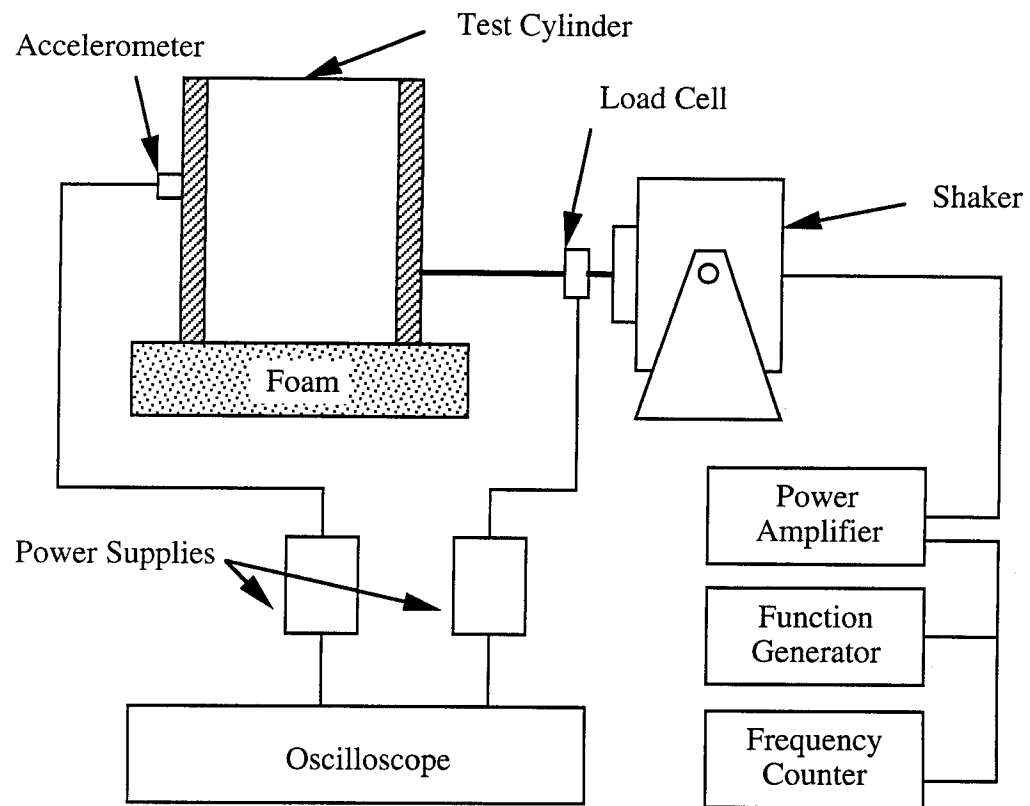 Test Cylinder
Accelerometer
Load Cell
Shaker
Foam
Power
Amplifier
Power Supplies
Function
Generator
Oscilloscope
Frequency
Counter